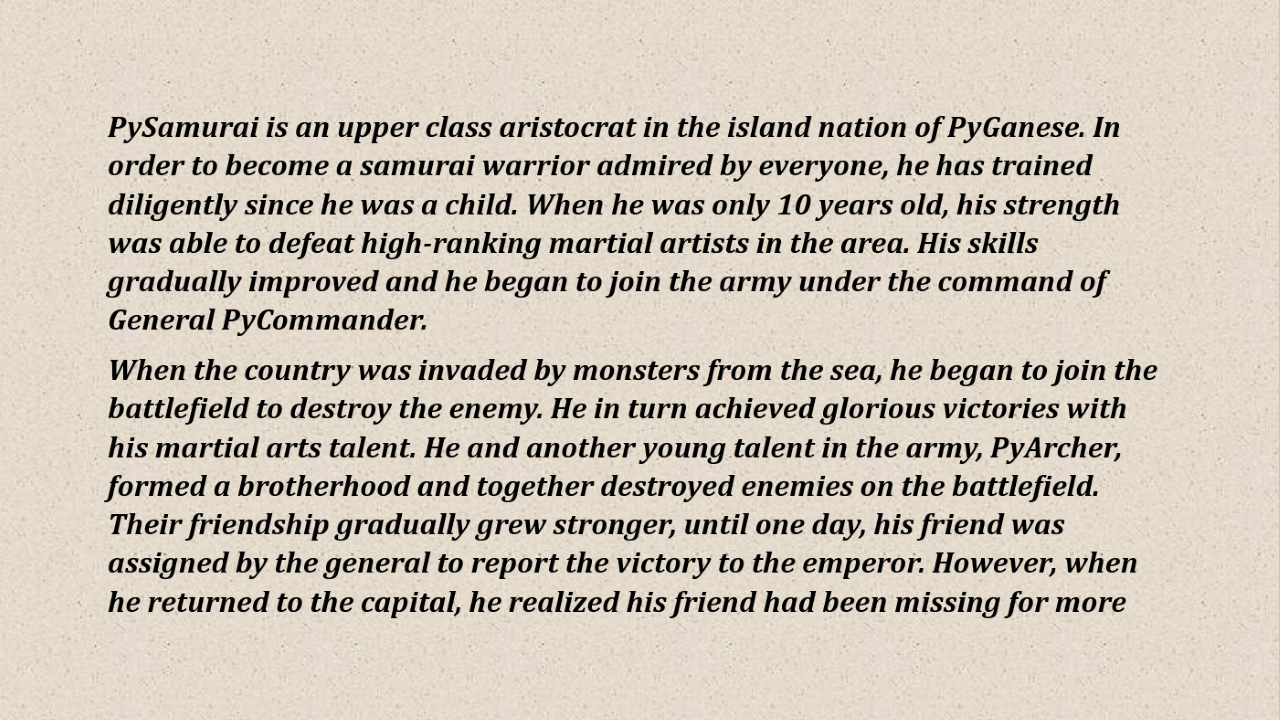 PySamurai is an upper class aristocrat in the island nation of PyGanese. In
order to become a samurai warrior admired by everyone, he has trained
diligently since he was a child. When he was only 10 years old, his strength
was able to defeat high-ranking martial artists in the area. His skills
gradually improved and he began to join the army under the command of
General PyCommander.
When the country was invaded by monsters from the sea, he began to join the
battlefield to destroy the enemy. He in turn achieved glorious victories with
his martial arts talent. He and another young talent in the army, PyArcher,
formed a brotherhood and together destroyed enemies on the battlefield.
Their friendship gradually grew stronger, until one day, his friend was
assigned by the general to report the victory to the emperor. However, when
he returned to the capital, he realized his friend had been missing for more